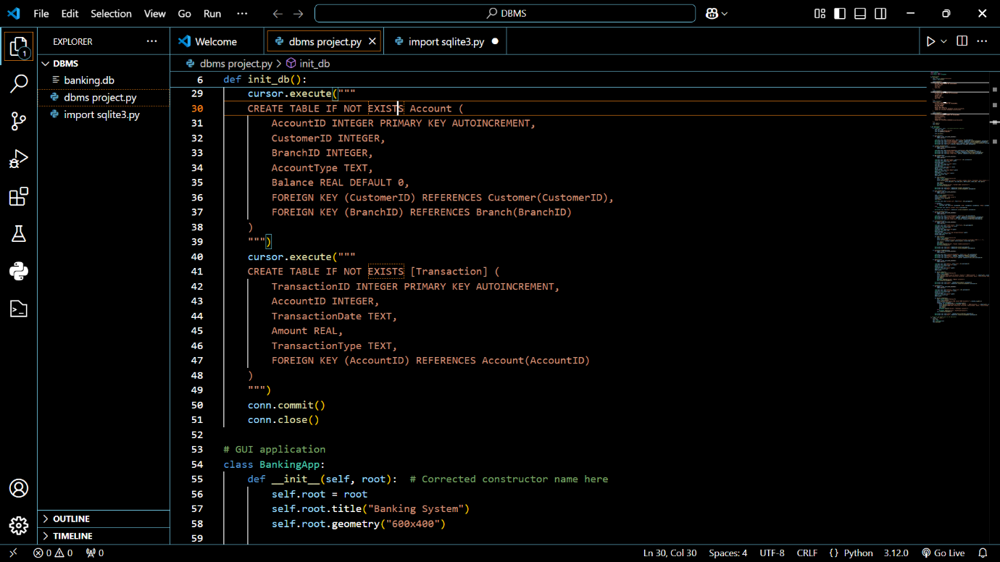 File Edit Selection View Go Run ··· DBMS
EXPLORER ···
Welcome
dbms project.py
import sqlite3.py
1
DBMS
banking.db
dbms project.py
import sqlite3.py
OUTLINE
TIMELINE
dbms project.py > init_db
6 def init_db():
29 cursor.execute("""
30 CREATE TABLE IF NOT EXISTS Account (
31 AccountID INTEGER PRIMARY KEY AUTOINCREMENT,
32 CustomerID INTEGER,
33 BranchID INTEGER,
34 AccountType TEXT,
35 Balance REAL DEFAULT 0,
36 FOREIGN KEY (CustomerID) REFERENCES Customer(CustomerID),
37 FOREIGN KEY (BranchID) REFERENCES Branch(BranchID)
38 )
39 """)
40 cursor.execute("""
41 CREATE TABLE IF NOT EXISTS [Transaction] (
42 TransactionID INTEGER PRIMARY KEY AUTOINCREMENT,
43 AccountID INTEGER,
44 TransactionDate TEXT,
45 Amount REAL,
46 TransactionType TEXT,
47 FOREIGN KEY (AccountID) REFERENCES Account(AccountID)
48 )
49 """)
50 conn.commit()
51 conn.close()
52
53 # GUI application
54 class BankingApp:
55 def __init__(self, root):  # Corrected constructor name here
56 self.root = root
57 self.root.title("Banking System")
58 self.root.geometry("600x400")
59
0 0 0 Ln 30, Col 30 Spaces: 4 UTF-8 CRLF {} Python 3.12.0 Go Live